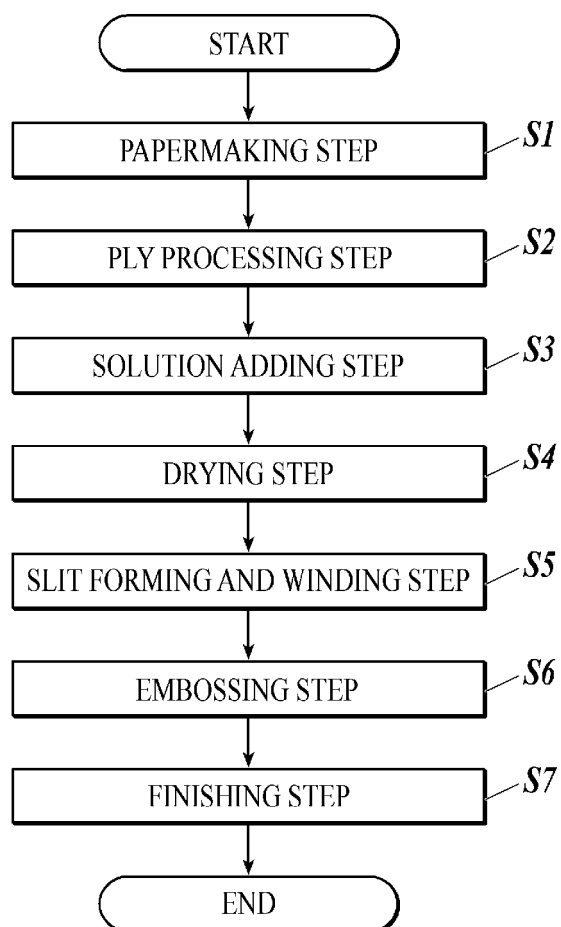 START
PAPERMAKING STEP S1
PLY PROCESSING STEP S2
SOLUTION ADDING STEP S3
DRYING STEP S4
SLIT FORMING AND WINDING STEP S5
EMBOSSING STEP S6
FINISHING STEP S7
END